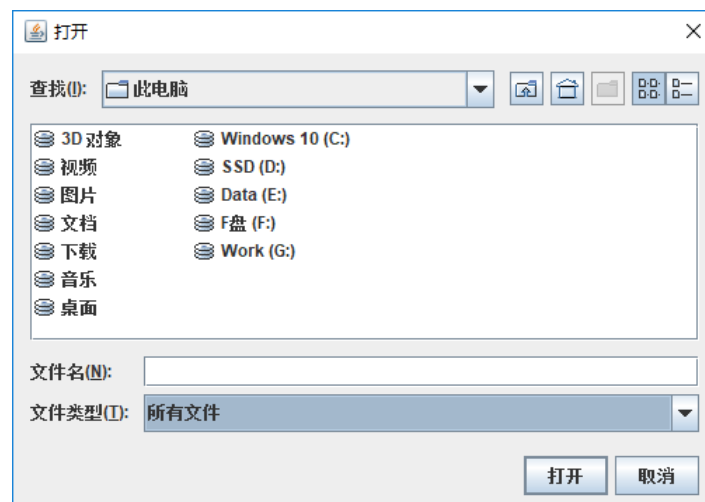 打开
查找(I): 此电脑
3D 对象
视频
图片
文档
下载
音乐
桌面
Windows 10 (C:)
SSD (D:)
Data (E:)
F盘 (F:)
Work (G:)
文件名(N):
文件类型(T): 所有文件
打开 取消